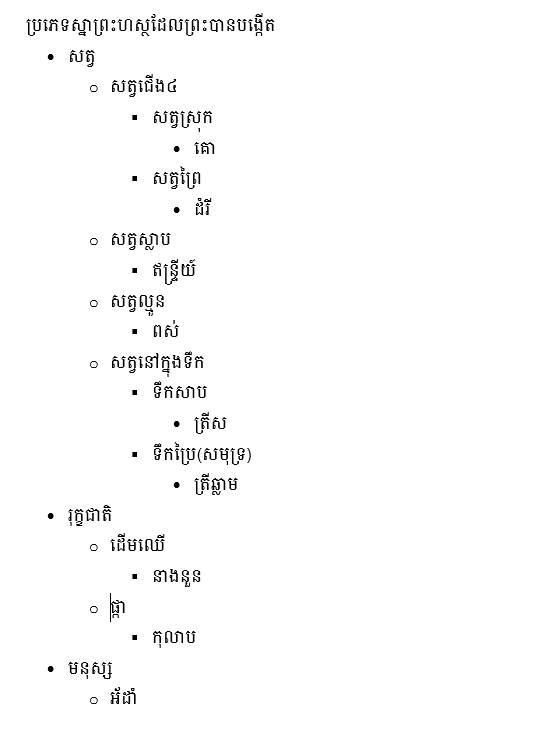 ប្រភេទស្នាព្រះហស្ថដែលព្រះបានបង្កើត
• សត្វ
o សត្វជើង៤
▪ សត្វស្រុក
• គោ
▪ សត្វព្រៃ
• ដំរី
o សត្វស្លាប
▪ ឥន្ទ្រីយ៍
o សត្វល្មូន
▪ ពស់
o សត្វនៅក្នុងទឹក
▪ ទឹកសាប
• ត្រីស
▪ ទឹកប្រៃ(សមុទ្រ)
• ត្រីឆ្លាម
• រុក្ខជាតិ
o ដើមឈើ
▪ នាងនួន
o ផ្កា
▪ កុលាប
• មនុស្ស
o អ័ដាំ